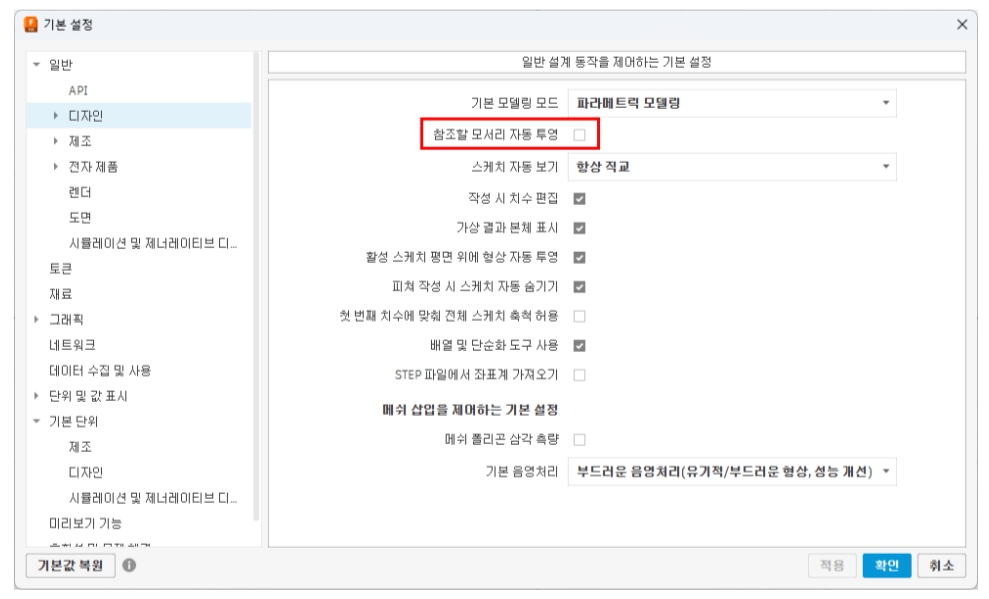 기본 설정
일반
API
디자인
제조
전자 제품
렌더
도면
시뮬레이션 및 제너레이티브 디...
토큰
재료
그래픽
네트워크
데이터 수집 및 사용
단위 및 값 표시
기본 단위
제조
디자인
시뮬레이션 및 제너레이티브 디...
미리보기 기능
일반 설계 동작을 제어하는 기본 설정
기본 모델링 모드 파라메트릭 모델링
참조할 모서리 자동 투영
스케치 자동 보기 항상 직교
작성 시 치수 편집
가상 결과 본체 표시
활성 스케치 평면 위에 형상 자동 투영
피쳐 작성 시 스케치 자동 숨기기
첫 번째 치수에 맞춰 전체 스케치 축척 허용
배열 및 단순화 도구 사용
STEP 파일에서 좌표계 가져오기
메쉬 삽입을 제어하는 기본 설정
메쉬 폴리곤 삼각 측량
기본 음영처리 부드러운 음영처리(유기적/부드러운 형상, 성능 개선)
기본값 복원
적용 확인 취소